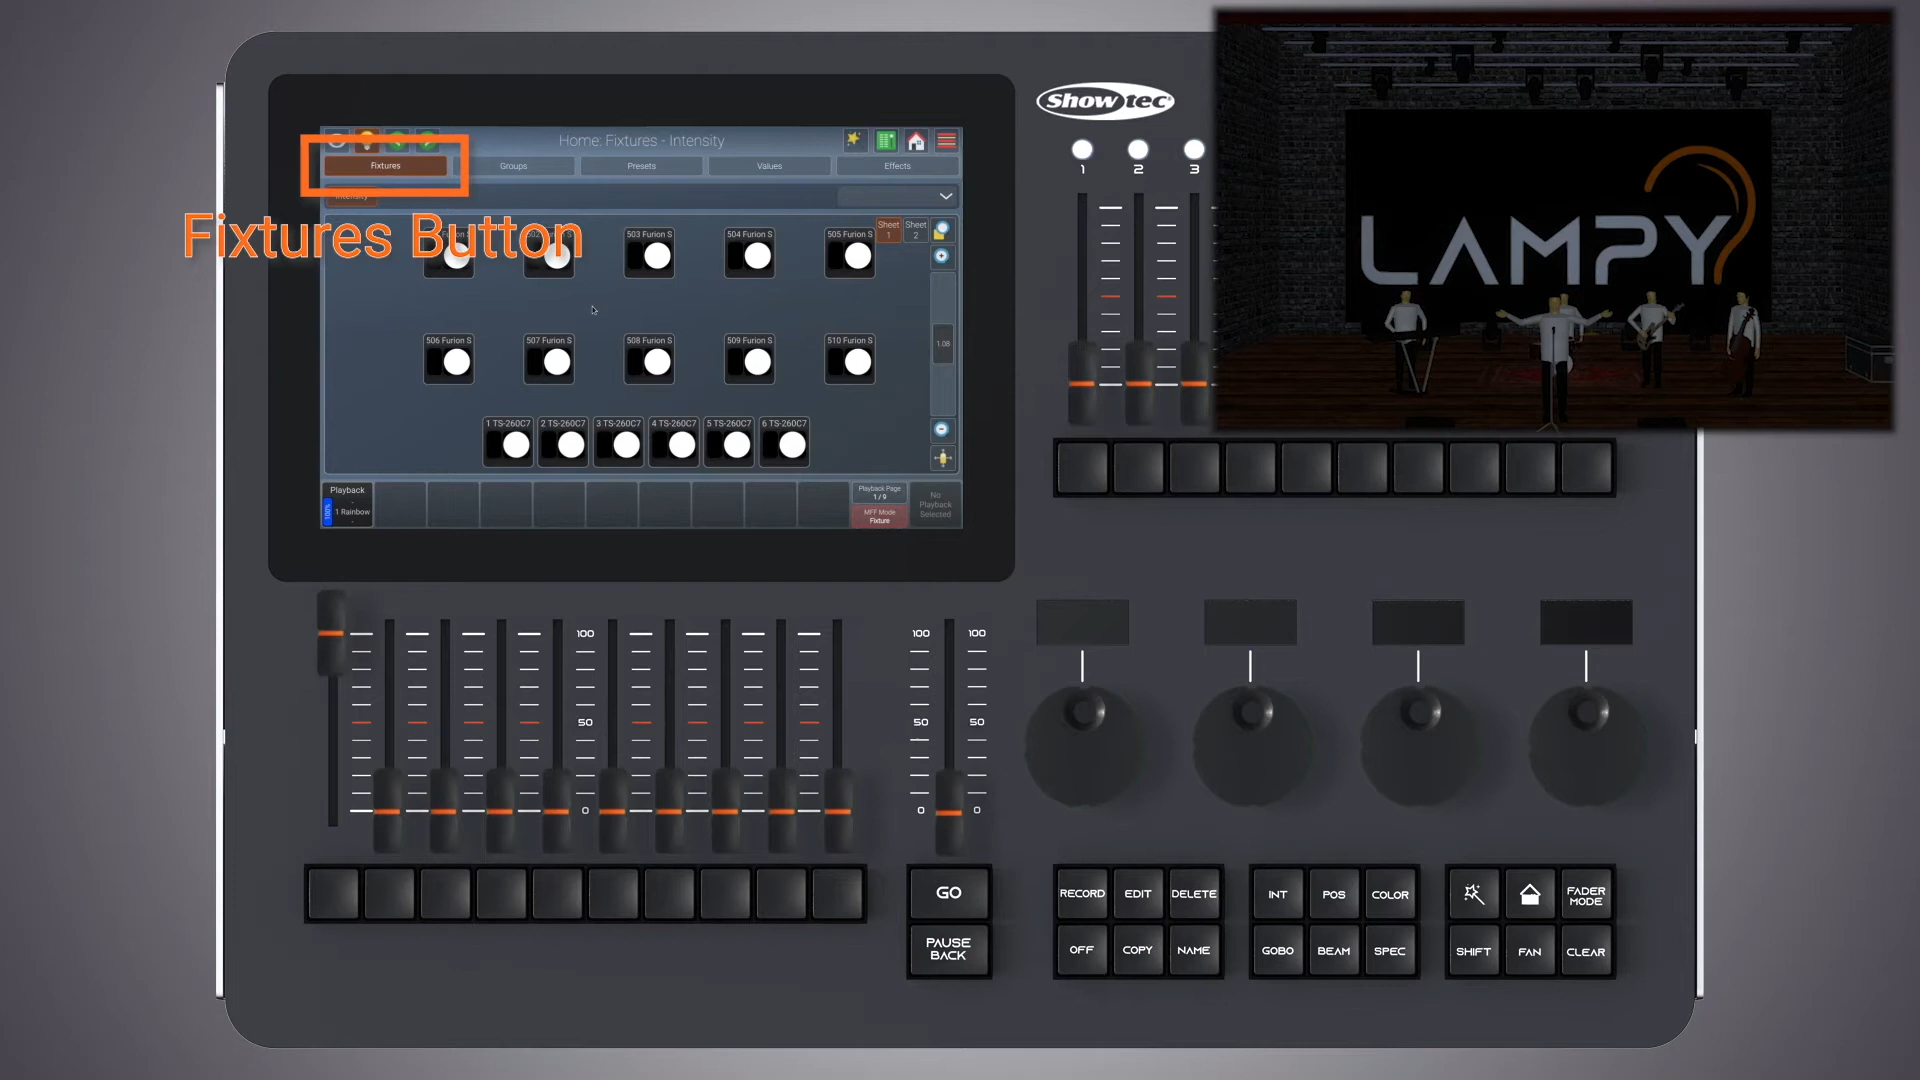 Showtec
Home: Fixtures - Intensity
Fixtures
Groups
Presets
Values
Effects
Intensity
Fixtures Button
503 Furion S
504 Furion S
505 Furion S
Sheet
1
Sheet
2
506 Furion S
507 Furion S
508 Furion S
509 Furion S
510 Furion S
1.08
1 TS-260C7
2 TS-260C7
3 TS-260C7
4 TS-260C7
5 TS-260C7
6 TS-260C7
Playback
100%
1 Rainbow
Playback Page
1 / 9
MFF Mode
Fixture
No
Playback
Selected
1
2
3
LAMPY
100
50
0
100
100
50
50
0
0
GO
PAUSE
BACK
RECORD
EDIT
DELETE
OFF
COPY
NAME
INT
POS
COLOR
GOBO
BEAM
SPEC
FADER
MODE
SHIFT
FAN
CLEAR